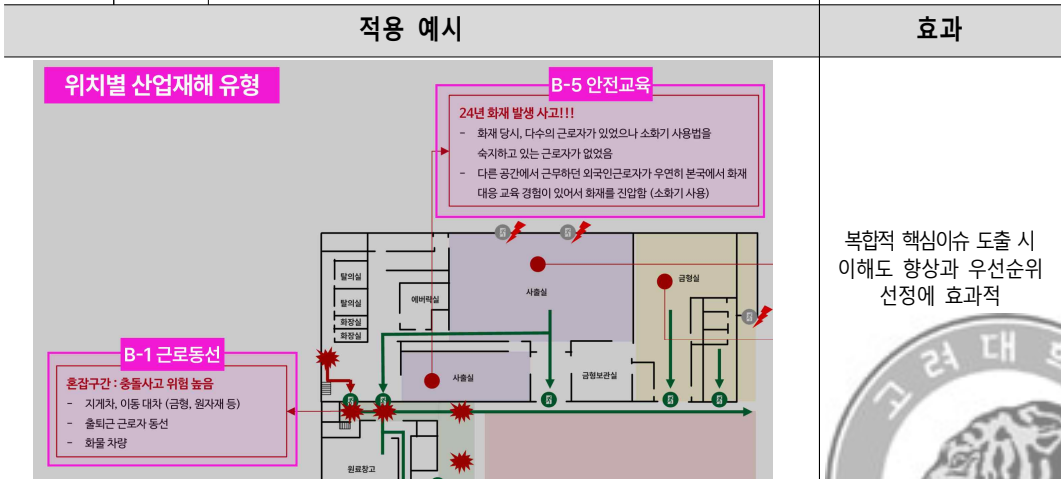 적용 예시
효과
위치별 산업재해 유형
B-5 안전교육
24년 화재 발생 사고!!!
- 화재 당시, 다수의 근로자가 있었으나 소화기 사용법을
숙지하고 있는 근로자가 없었음
- 다른 공간에서 근무하던 외국인근로자가 우연히 본국에서 화재
대응 교육 경험이 있어서 화재를 진압함 (소화기 사용)
복합적 핵심이슈 도출 시
이해도 향상과 우선순위
선정에 효과적
탈의실
에버락실
사출실
금형실
탈의실
화장실
화장실
B-1 근로동선
혼잡구간 : 충돌사고 위험 높음
- 지게차, 이동 대차 (금형, 원자재 등)
- 출퇴근 근로자 동선
- 화물 차량
사출실
금형보관실
원료창고
고려대